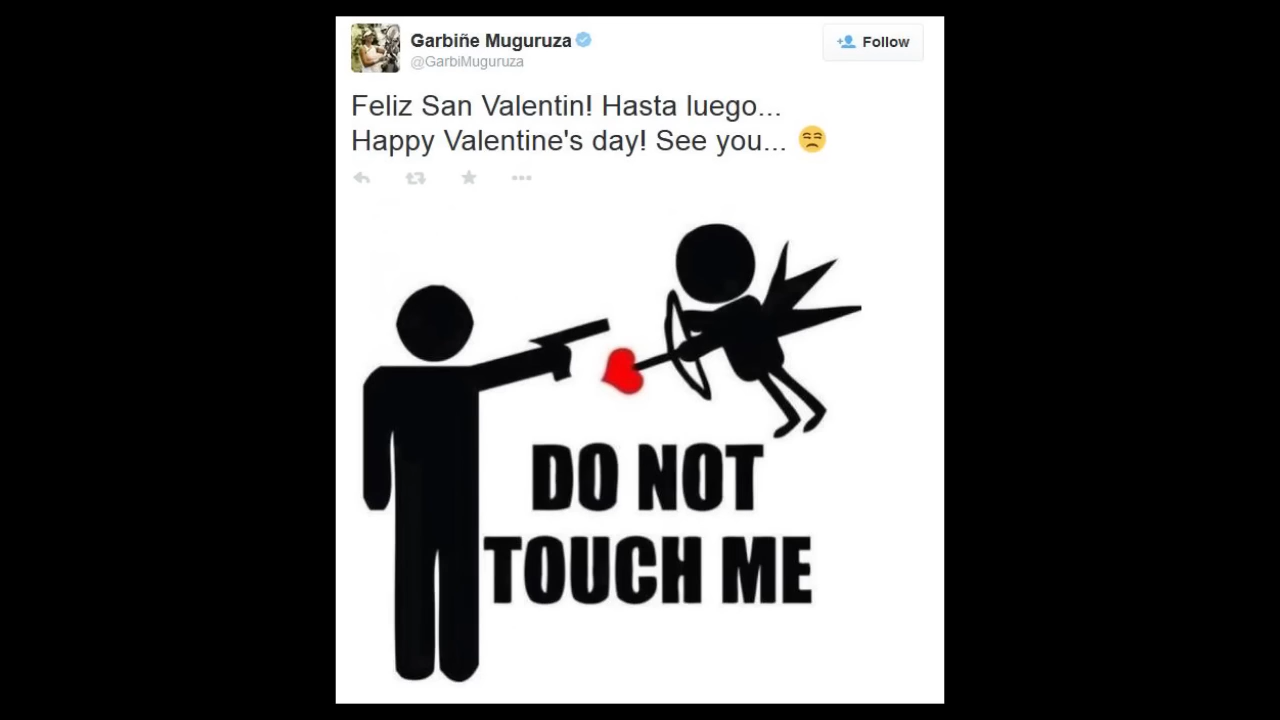 Garbiñe Muguruza
@GarbiMuguruza
Follow
Feliz San Valentin! Hasta luego...
Happy Valentine's day! See you... 😒
DO NOT
TOUCH ME